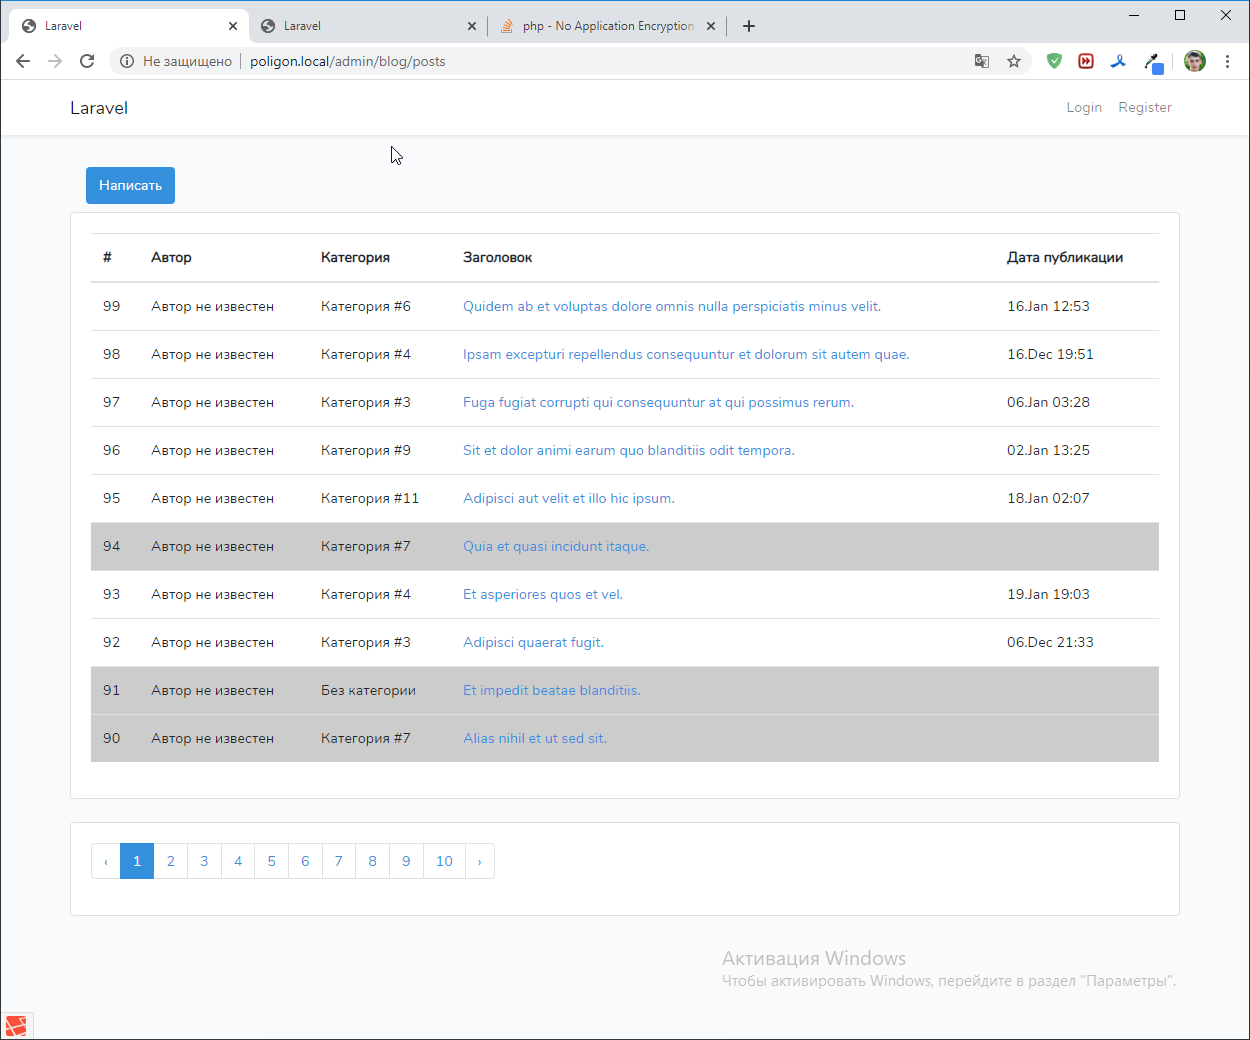 Laravel
Laravel
php - No Application Encryption
Не защищено
poligon.local/admin/blog/posts
Laravel
Login
Register
Написать
# Автор Категория Заголовок Дата публикации
99 Автор не известен Категория #6 Quidem ab et voluptas dolore omnis nulla perspiciatis minus velit. 16.Jan 12:53
98 Автор не известен Категория #4 Ipsam excepturi repellendus consequuntur et dolorum sit autem quae. 16.Dec 19:51
97 Автор не известен Категория #3 Fuga fugiat corrupti qui consequuntur at qui possimus rerum. 06.Jan 03:28
96 Автор не известен Категория #9 Sit et dolor animi earum quo blanditiis odit tempora. 02.Jan 13:25
95 Автор не известен Категория #11 Adipisci aut velit et illo hic ipsum. 18.Jan 02:07
94 Автор не известен Категория #7 Quia et quasi incidunt itaque.
93 Автор не известен Категория #4 Et asperiores quos et vel. 19.Jan 19:03
92 Автор не известен Категория #3 Adipisci quaerat fugit. 06.Dec 21:33
91 Автор не известен Без категории Et impedit beatae blanditiis.
90 Автор не известен Категория #7 Alias nihil et ut sed sit.
‹ 1 2 3 4 5 6 7 8 9 10 ›
Активация Windows
Чтобы активировать Windows, перейдите в раздел "Параметры".